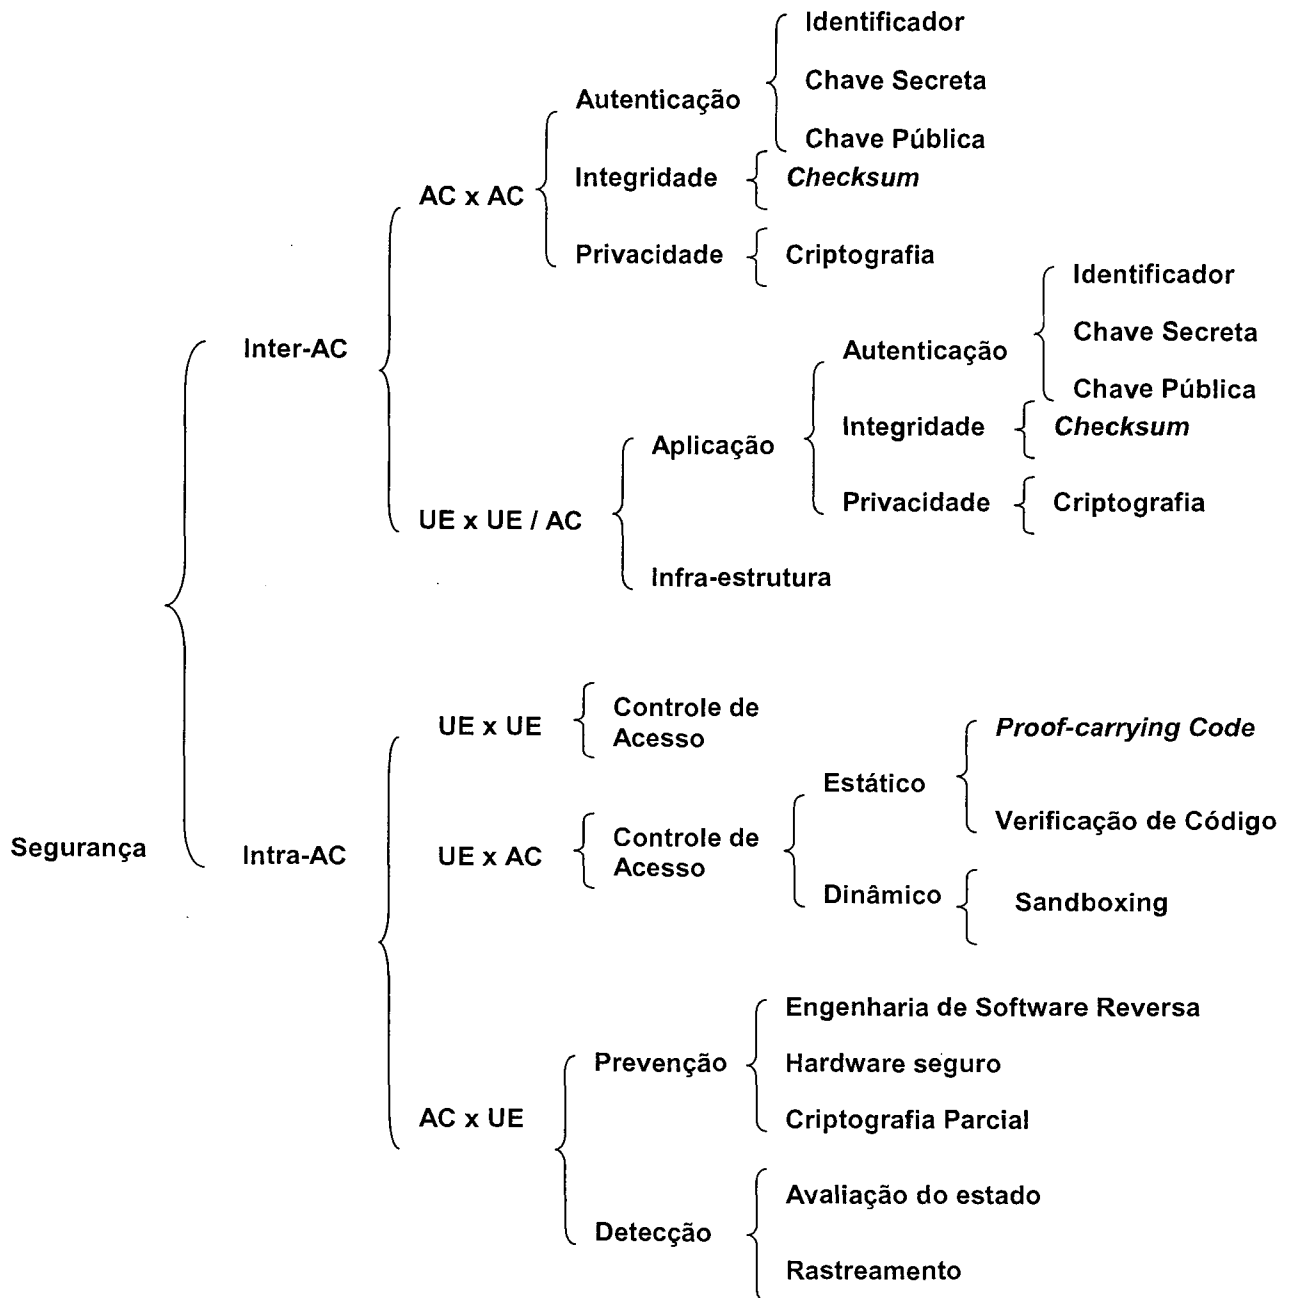 Identificador
Chave Secreta
Chave Pública
Autenticação
Integridade
Checksum
AC x AC
Privacidade
Criptografia
Identificador
Chave Secreta
Chave Pública
Inter-AC
Autenticação
Integridade
Checksum
Aplicação
Privacidade
Criptografia
UE x UE / AC
Infra-estrutura
Segurança
Intra-AC
UE x UE
Controle de
Acesso
UE x AC
Controle de
Acesso
Estático
Proof-carrying Code
Verificação de Código
Dinâmico
Sandboxing
AC x UE
Prevenção
Engenharia de Software Reversa
Hardware seguro
Criptografia Parcial
Detecção
Avaliação do estado
Rastreamento